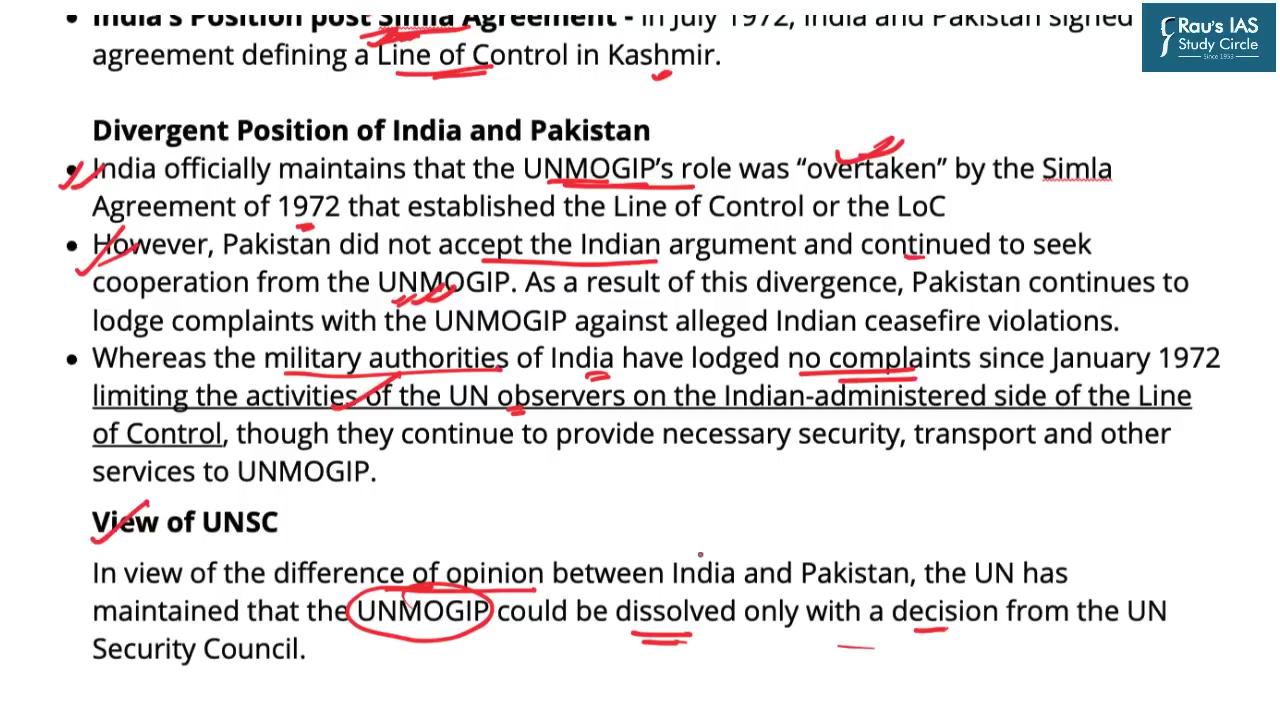 • India's Position post Simla Agreement - In July 1972, India and Pakistan signed
agreement defining a Line of Control in Kashmir.
Rau's IAS
Study Circle
Since 1953
Divergent Position of India and Pakistan
• India officially maintains that the UNMOGIP's role was “overtaken” by the Simla
Agreement of 1972 that established the Line of Control or the LoC
• However, Pakistan did not accept the Indian argument and continued to seek
cooperation from the UNMOGIP. As a result of this divergence, Pakistan continues to
lodge complaints with the UNMOGIP against alleged Indian ceasefire violations.
• Whereas the military authorities of India have lodged no complaints since January 1972
limiting the activities of the UN observers on the Indian-administered side of the Line
of Control, though they continue to provide necessary security, transport and other
services to UNMOGIP.
View of UNSC
In view of the difference of opinion between India and Pakistan, the UN has
maintained that the UNMOGIP could be dissolved only with a decision from the UN
Security Council.